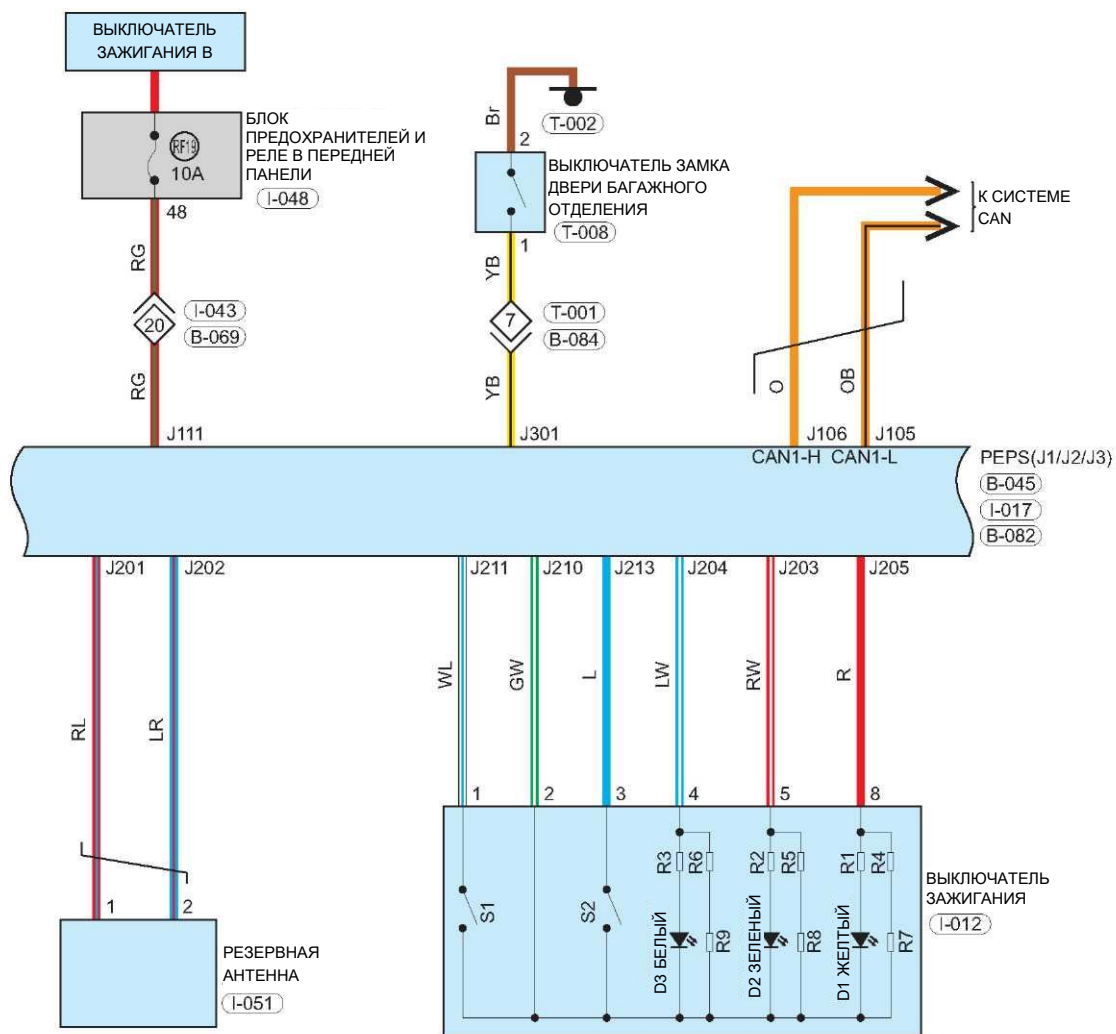 ВЫКЛЮЧАТЕЛЬ
ЗАЖИГАНИЯ В
БЛОК
ПРЕДОХРАНИТЕЛЕЙ И
РЕЛЕ В ПЕРЕДНЕЙ
ПАНЕЛИ
I-048
RF19
10A
48
RG
20
I-043
B-069
RG
J111
Br
T-002
2
ВЫКЛЮЧАТЕЛЬ ЗАМКА
ДВЕРИ БАГАЖНОГО
ОТДЕЛЕНИЯ
T-008
1
YB
7
T-001
B-084
YB
J301
К СИСТЕМЕ
CAN
O
OB
J106
J105
CAN1-H
CAN1-L
PEPS(J1/J2/J3)
B-045
I-017
B-082
J201
J202
J211
J210
J213
J204
J203
J205
RL
LR
WL
GW
L
LW
RW
R
1
2
РЕЗЕРВНАЯ
АНТЕННА
I-051
1
2
3
4
5
8
S1
S2
R3
R6
R2
R5
R1
R4
D3 БЕЛЫЙ
R9
D2 ЗЕЛЕНЫЙ
R8
D1 ЖЕЛТЫЙ
R7
ВЫКЛЮЧАТЕЛЬ
ЗАЖИГАНИЯ
I-012